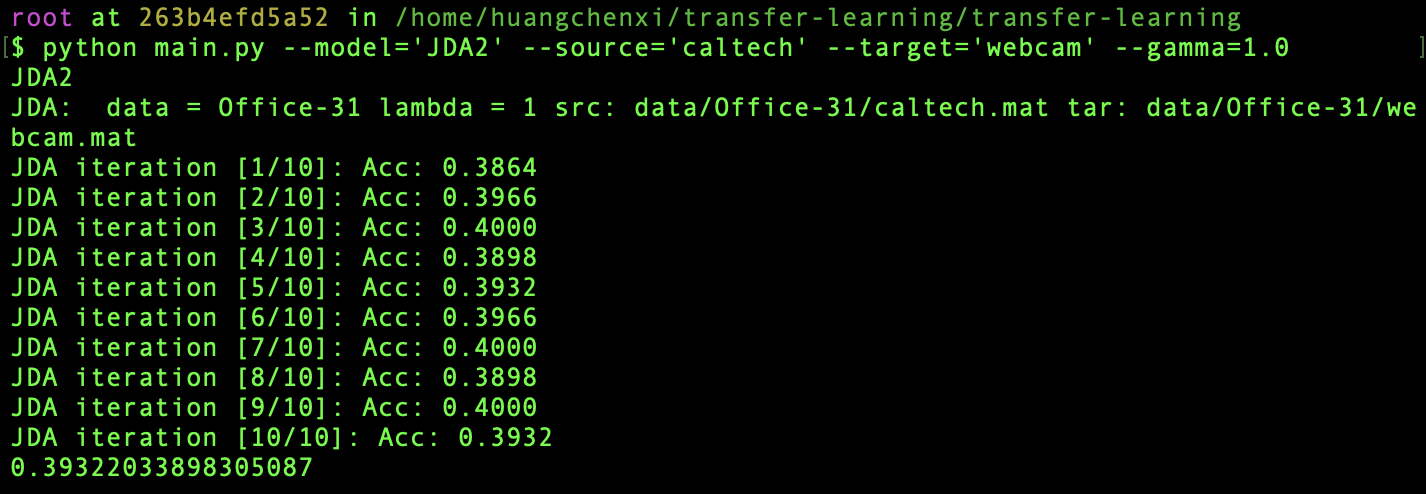 root at 263b4efd5a52 in /home/huangchenxi/transfer-learning/transfer-learning
[$ python main.py --model='JDA2' --source='caltech' --target='webcam' --gamma=1.0 ]
JDA2
JDA:  data = Office-31 lambda = 1 src: data/Office-31/caltech.mat tar: data/Office-31/we
bcam.mat
JDA iteration [1/10]: Acc: 0.3864
JDA iteration [2/10]: Acc: 0.3966
JDA iteration [3/10]: Acc: 0.4000
JDA iteration [4/10]: Acc: 0.3898
JDA iteration [5/10]: Acc: 0.3932
JDA iteration [6/10]: Acc: 0.3966
JDA iteration [7/10]: Acc: 0.4000
JDA iteration [8/10]: Acc: 0.3898
JDA iteration [9/10]: Acc: 0.4000
JDA iteration [10/10]: Acc: 0.3932
0.39322033898305087